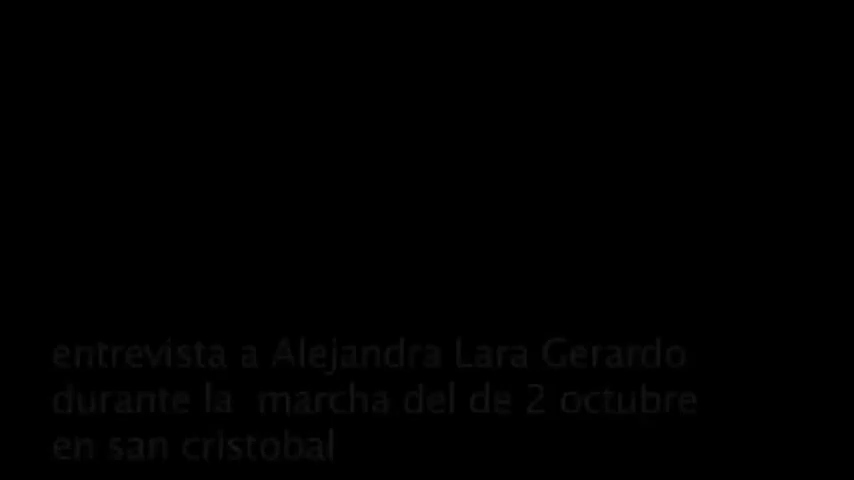 entrevista a Alejandra Lara Gerardo
durante la  marcha del de 2 octubre
en san cristobal